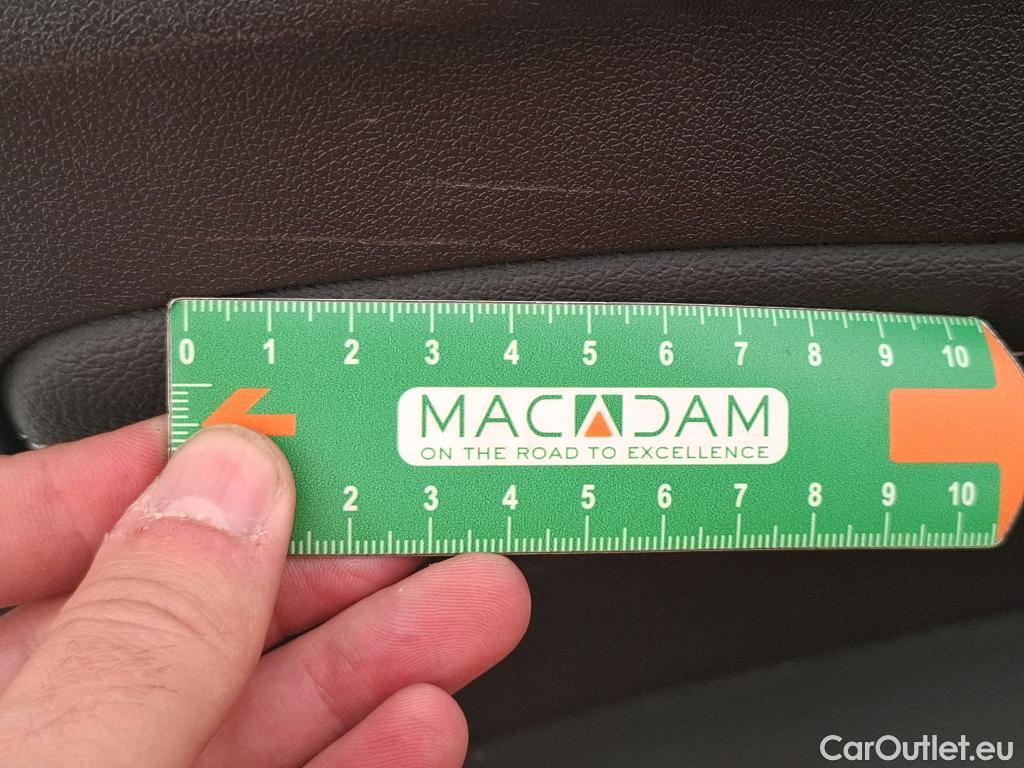 0 1 2 3 4 5 6 7 8 9 10
MACADAM
ON THE ROAD TO EXCELLENCE
2 3 4 5 6 7 8 9 10
CarOutlet.eu